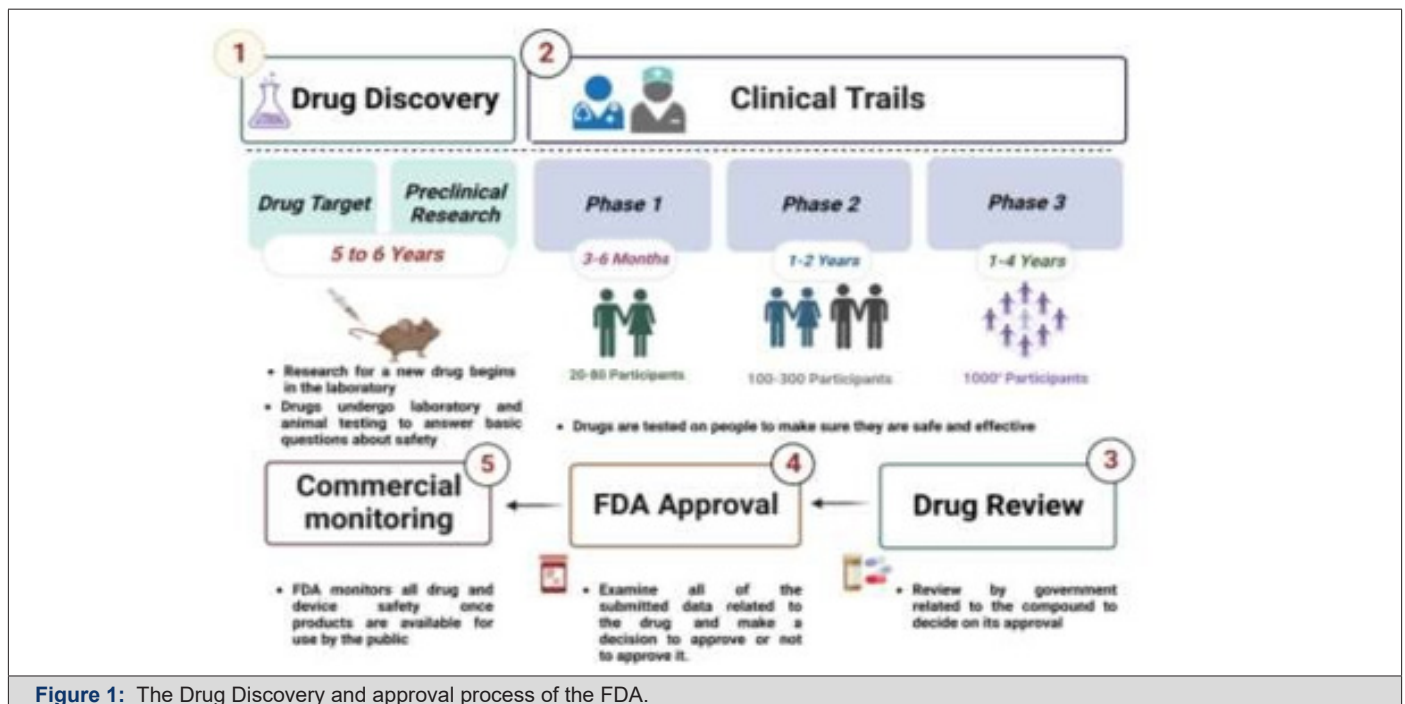 1
Drug Discovery
2
Clinical Trails
Drug Target
Preclinical
Research
5 to 6 Years
Phase 1
3-6 Months
Phase 2
1-2 Years
Phase 3
1-4 Years
• Research for a new drug begins
in the laboratory
• Drugs undergo laboratory and
animal testing to answer basic
questions about safety
20-80 Participants
100-300 Participants
1000' Participants
• Drugs are tested on people to make sure they are safe and effective
5
Commercial
monitoring
4
FDA Approval
3
Drug Review
• FDA monitors all drug and
device safety once
products are available for
use by the public
• Examine all of the
submitted data related to
the drug and make a
decision to approve or not
to approve it.
• Review by government
related to the compound to
decide on its approval
Figure 1: The Drug Discovery and approval process of the FDA.